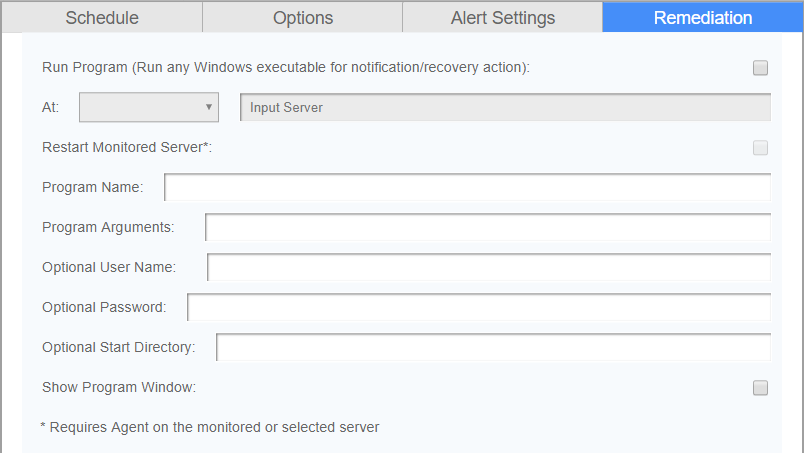 Schedule Options Alert Settings Remediation
Run Program (Run any Windows executable for notification/recovery action):
At: Input Server
Restart Monitored Server*:
Program Name:
Program Arguments:
Optional User Name:
Optional Password:
Optional Start Directory:
Show Program Window:
* Requires Agent on the monitored or selected server